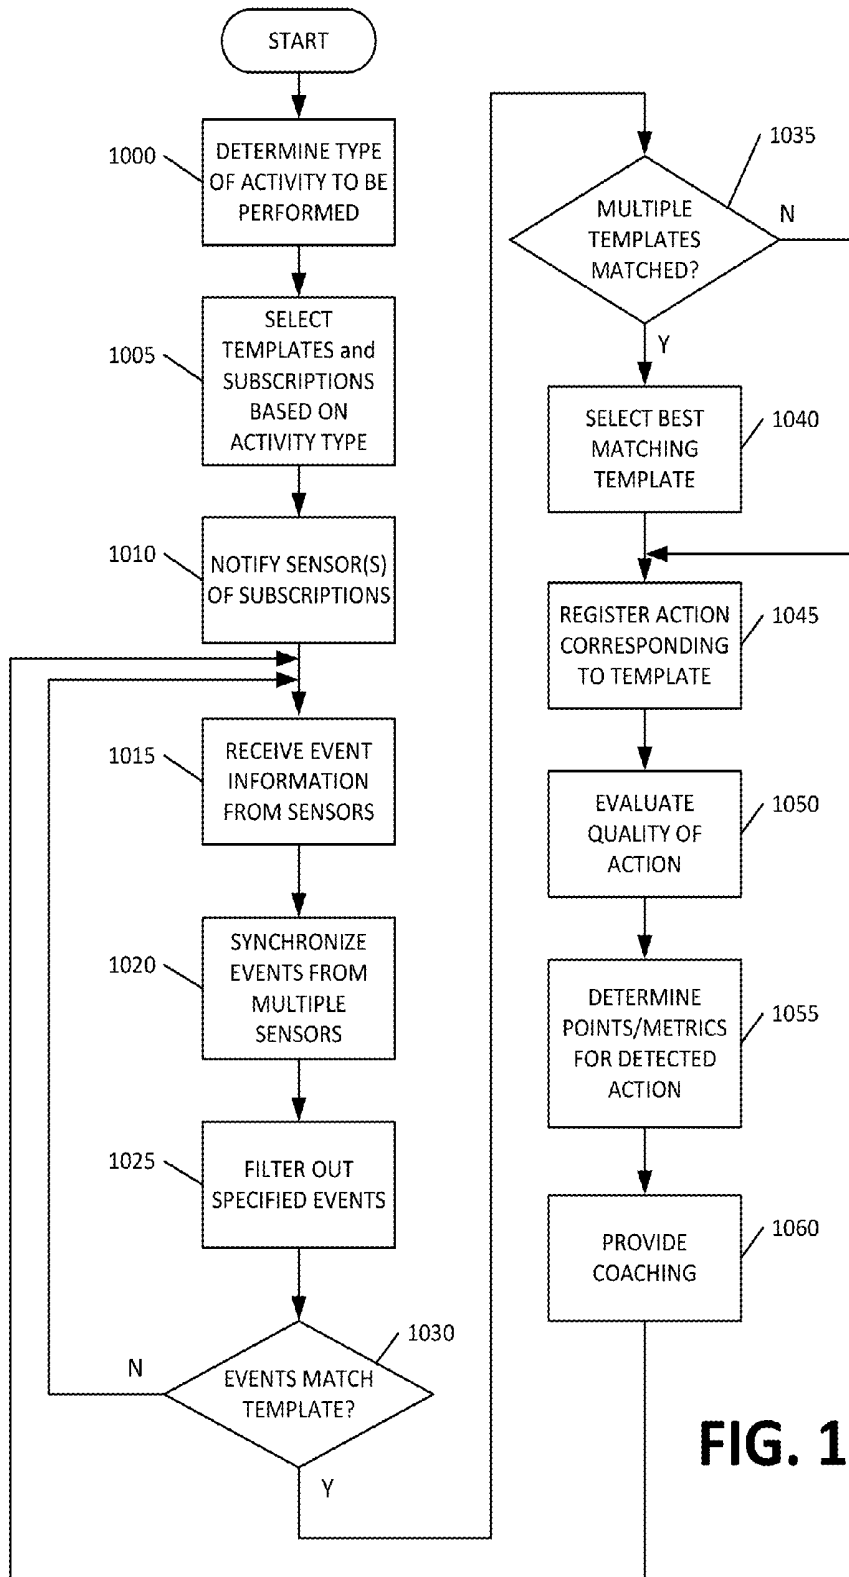 START
1000
DETERMINE TYPE
OF ACTIVITY TO BE
PERFORMED
1005
SELECT
TEMPLATES and
SUBSCRIPTIONS
BASED ON
ACTIVITY TYPE
1010
NOTIFY SENSOR(S)
OF SUBSCRIPTIONS
1015
RECEIVE EVENT
INFORMATION
FROM SENSORS
1020
SYNCHRONIZE
EVENTS FROM
MULTIPLE
SENSORS
1025
FILTER OUT
SPECIFIED EVENTS
1030
EVENTS MATCH
TEMPLATE?
N
Y
1035
MULTIPLE
TEMPLATES
MATCHED?
N
Y
1040
SELECT BEST
MATCHING
TEMPLATE
1045
REGISTER ACTION
CORRESPONDING
TO TEMPLATE
1050
EVALUATE
QUALITY OF
ACTION
1055
DETERMINE
POINTS/METRICS
FOR DETECTED
ACTION
1060
PROVIDE
COACHING
FIG. 1